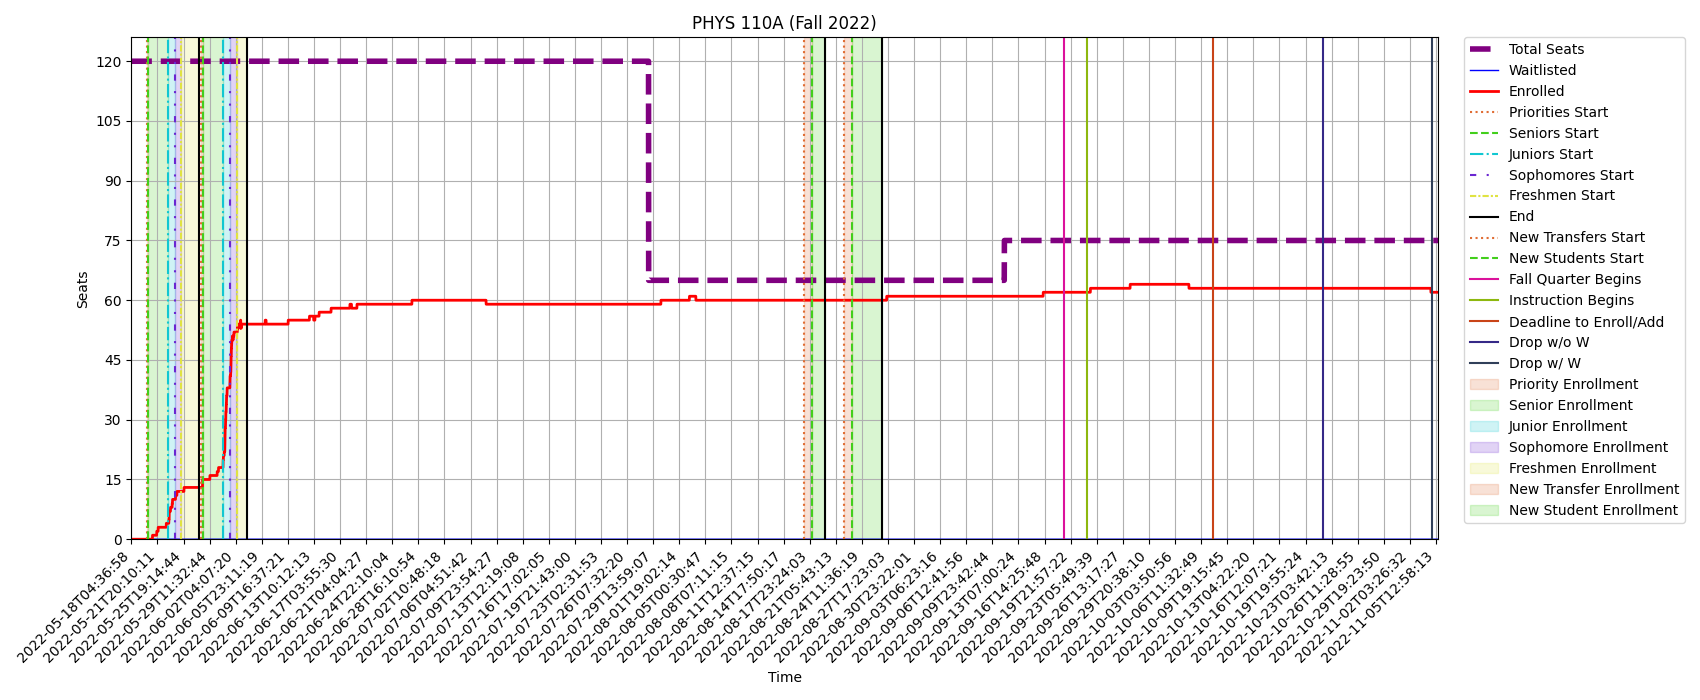 PHYS 110A (Fall 2022)
Seats
120
105
90
75
60
45
30
15
0
2022-05-18T04:36:58
2022-05-21T20:10:11
2022-05-25T19:14:44
2022-05-29T11:32:44
2022-06-02T04:07:20
2022-06-05T23:11:19
2022-06-09T16:37:21
2022-06-13T10:12:13
2022-06-17T03:55:30
2022-06-21T04:04:27
2022-06-24T22:10:04
2022-06-28T16:10:54
2022-07-02T10:48:18
2022-07-06T04:51:42
2022-07-09T23:54:27
2022-07-13T12:19:08
2022-07-16T17:02:05
2022-07-19T21:43:00
2022-07-23T02:31:53
2022-07-26T07:32:20
2022-07-29T13:59:07
2022-08-01T19:02:14
2022-08-05T00:30:47
2022-08-08T07:11:15
2022-08-11T12:37:15
2022-08-14T17:50:17
2022-08-17T23:24:03
2022-08-21T05:43:13
2022-08-24T11:36:19
2022-08-27T17:23:03
2022-08-30T23:22:01
2022-09-03T06:23:16
2022-09-06T12:41:56
2022-09-09T23:42:44
2022-09-13T07:00:24
2022-09-16T14:25:48
2022-09-19T21:57:22
2022-09-23T05:49:39
2022-09-26T13:17:27
2022-09-29T20:38:10
2022-10-03T03:50:56
2022-10-06T11:32:49
2022-10-09T19:15:45
2022-10-13T04:22:20
2022-10-16T12:07:21
2022-10-19T19:55:24
2022-10-23T03:42:13
2022-10-26T11:28:55
2022-10-29T19:23:50
2022-11-02T03:26:32
2022-11-05T12:58:13
Time
Total Seats
Waitlisted
Enrolled
Priorities Start
Seniors Start
Juniors Start
Sophomores Start
Freshmen Start
End
New Transfers Start
New Students Start
Fall Quarter Begins
Instruction Begins
Deadline to Enroll/Add
Drop w/o W
Drop w/ W
Priority Enrollment
Senior Enrollment
Junior Enrollment
Sophomore Enrollment
Freshmen Enrollment
New Transfer Enrollment
New Student Enrollment